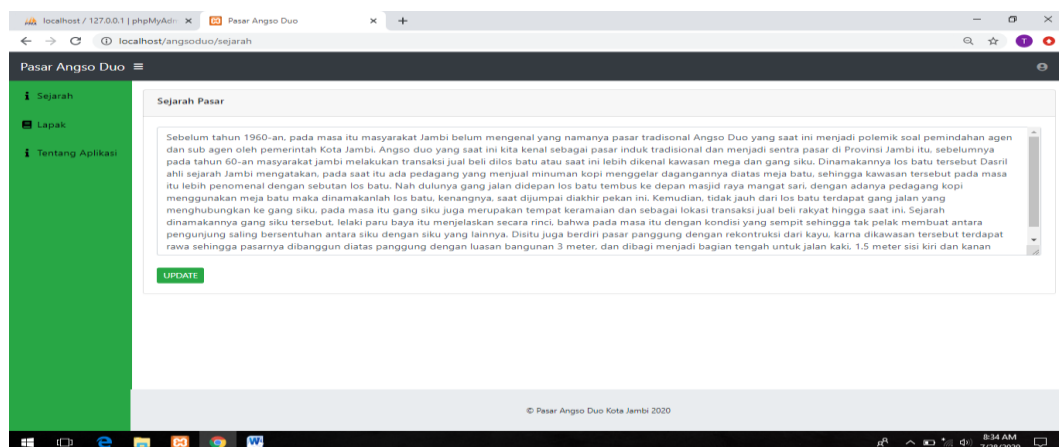 localhost / 127.0.0.1 | phpMyAdn
Pasar Angso Duo
localhost/angsoduo/sejarah
T
Pasar Angso Duo
Sejarah
Lapak
Tentang Aplikasi
Sejarah Pasar
Sebelum tahun 1960-an, pada masa itu masyarakat Jambi belum mengenal yang namanya pasar tradisonal Angso Duo yang saat ini menjadi polemik soal pemindahan agen
dan sub agen oleh pemerintah Kota Jambi. Angso duo yang saat ini kita kenal sebagai pasar induk tradisional dan menjadi sentra pasar di Provinsi Jambi itu, sebelumnya
pada tahun 60-an masyarakat jambi melakukan transaksi jual beli dilos batu atau saat ini lebih dikenal kawasan mega dan gang siku. Dinamakannya los batu tersebut Dasril
ahli sejarah Jambi mengatakan, pada saat itu ada pedagang yang menjual minuman kopi menggelar dagangannya diatas meja batu, sehingga kawasan tersebut pada masa
itu lebih penomenal dengan sebutan los batu. Nah dulunya gang jalan didepan los batu tembus ke depan masjid raya mangat sari, dengan adanya pedagang kopi
menggunakan meja batu maka dinamakanlah los batu, kenangnya, saat dijumpai diakhir pekan ini. Kemudian, tidak jauh dari los batu terdapat gang jalan yang
menghubungkan ke gang siku, pada masa itu gang siku juga merupakan tempat keramaian dan sebagai lokasi transaksi jual beli rakyat hingga saat ini. Sejarah
dinamakannya gang siku tersebut, lelaki paru baya itu menjelaskan secara rinci, bahwa pada masa itu dengan kondisi yang sempit sehingga tak pelak membuat antara
pengunjung saling bersentuhan antara siku dengan siku yang lainnya. Disitu juga berdiri pasar panggung dengan rekontruksi dari kayu, karna dikawasan tersebut terdapat
rawa sehingga pasarnya dibanggun diatas panggung dengan luasan bangunan 3 meter, dan dibagi menjadi bagian tengah untuk jalan kaki, 1.5 meter sisi kiri dan kanan
UPDATE
© Pasar Angso Duo Kota Jambi 2020
8:34 AM
7/28/2020